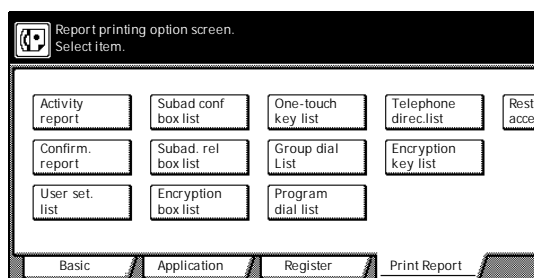 Report printing option screen.
Select item.
Activity
report
Subad conf
box list
One-touch
key list
Telephone
direc.list
Rest
acce
Confirm.
report
Subad. rel
box list
Group dial
List
Encryption
key list
User set.
list
Encryption
box list
Program
dial list
Basic
Application
Register
Print Report